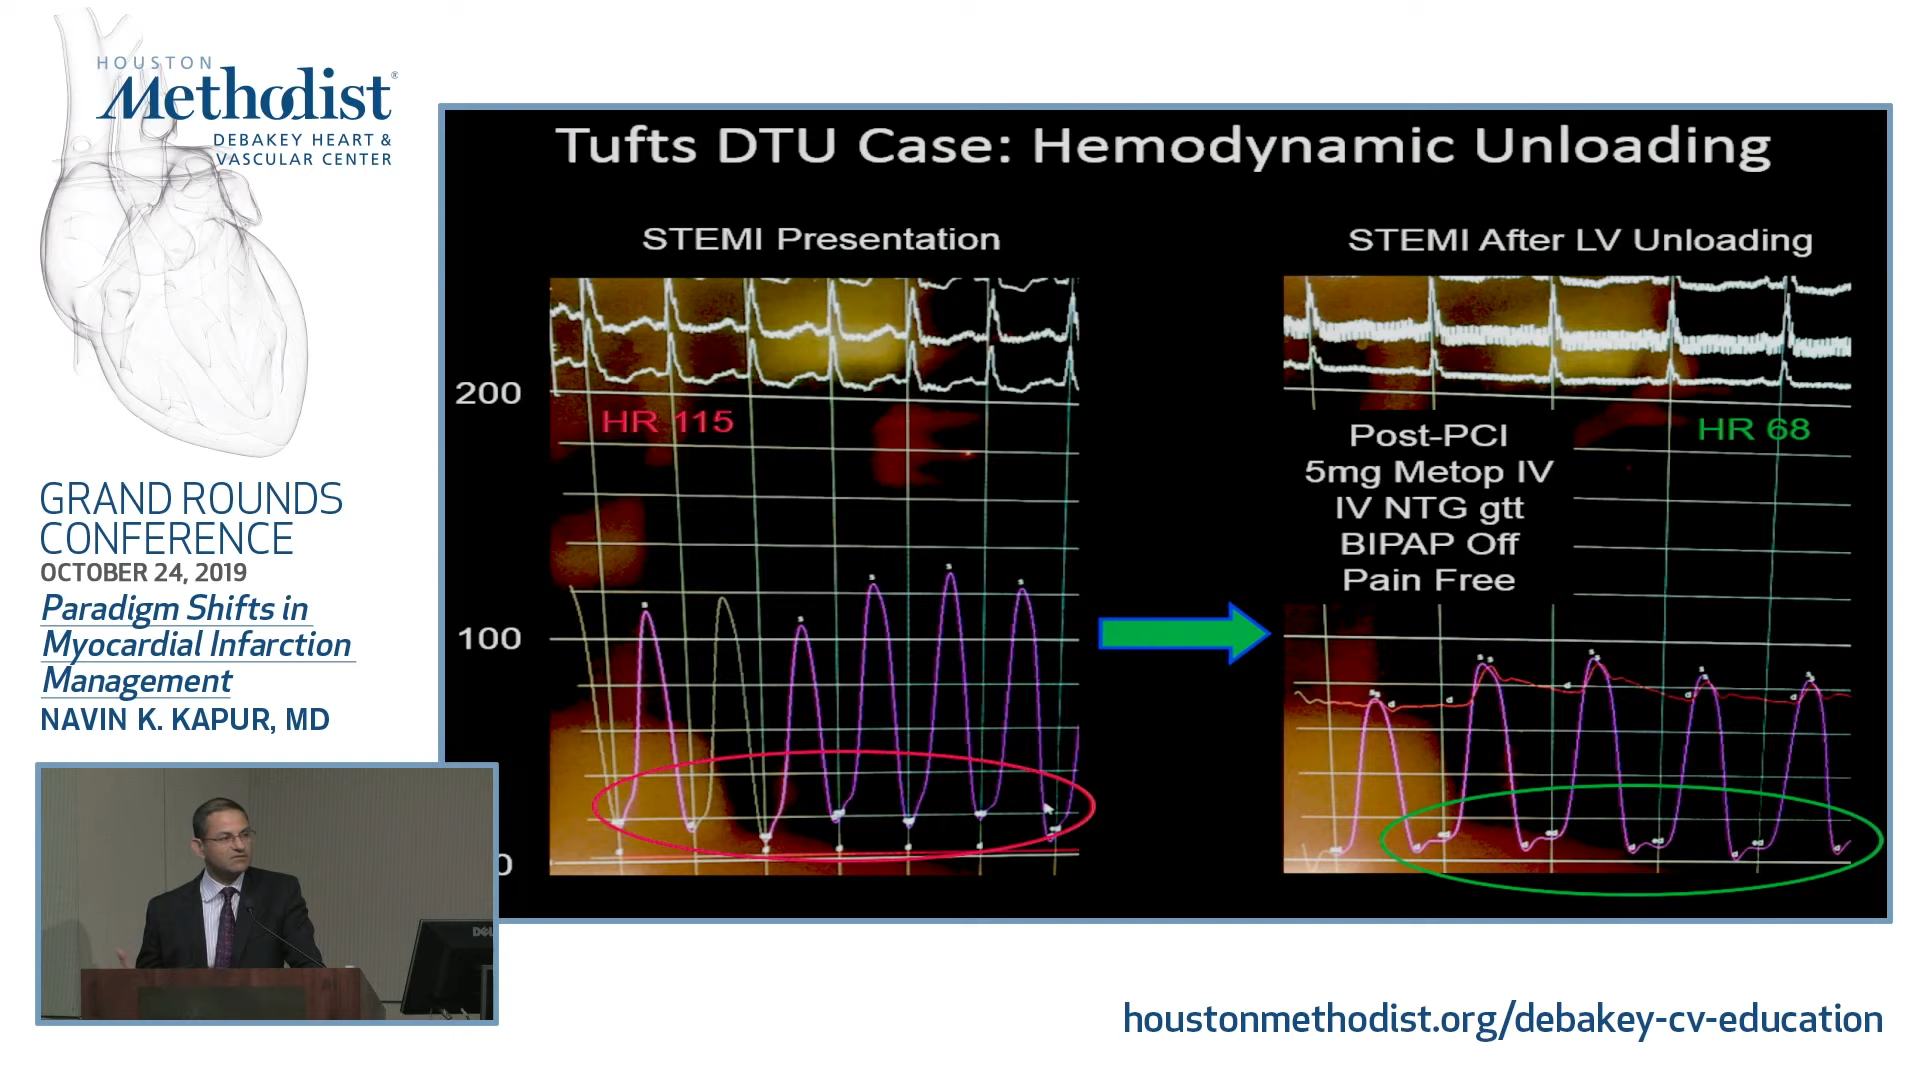 HOUSTON
Methodist®
DEBAKEY HEART &
VASCULAR CENTER
GRAND ROUNDS
CONFERENCE
OCTOBER 24, 2019
Paradigm Shifts in
Myocardial Infarction
Management
NAVIN K. KAPUR, MD
Tufts DTU Case: Hemodynamic Unloading
STEMI Presentation
STEMI After LV Unloading
200
HR 115
100
0
HR 68
Post-PCI
5mg Metop IV
IV NTG gtt
BIPAP Off
Pain Free
houstonmethodist.org/debakey-cv-education